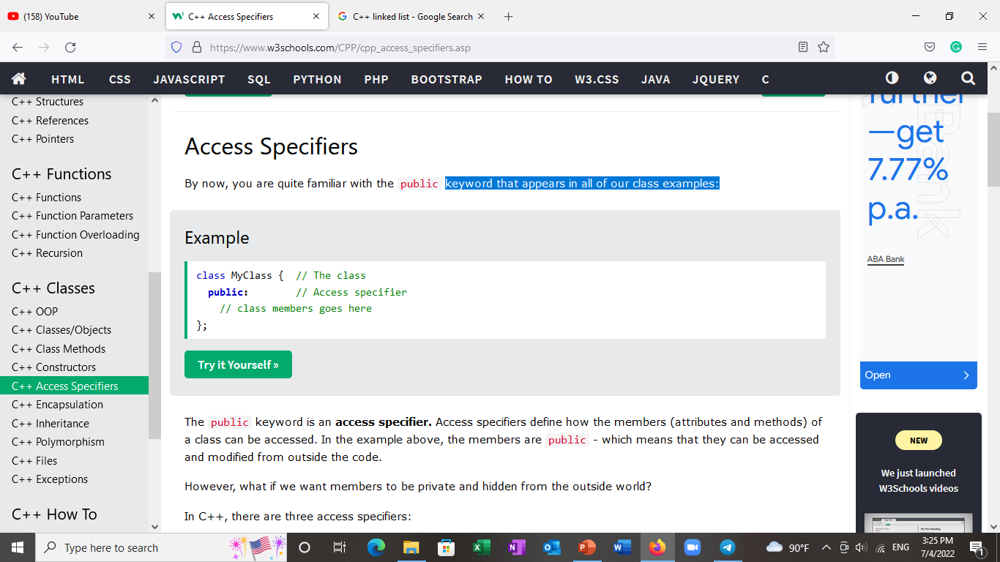 (158) YouTube
C++ Access Specifiers
C++ linked list - Google Search
https://www.w3schools.com/CPP/cpp_access_specifiers.asp
HTML CSS JAVASCRIPT SQL PYTHON PHP BOOTSTRAP HOW TO W3.CSS JAVA JQUERY C
C++ Structures
C++ References
C++ Pointers
C++ Functions
C++ Functions
C++ Function Parameters
C++ Function Overloading
C++ Recursion
C++ Classes
C++ OOP
C++ Classes/Objects
C++ Class Methods
C++ Constructors
C++ Access Specifiers
C++ Encapsulation
C++ Inheritance
C++ Polymorphism
C++ Files
C++ Exceptions
C++ How To
Access Specifiers
By now, you are quite familiar with the public keyword that appears in all of our class examples:
Example
class MyClass {  // The class
public:        // Access specifier
// class members goes here
};
Try it Yourself »
The public keyword is an access specifier. Access specifiers define how the members (attributes and methods) of
a class can be accessed. In the example above, the members are public - which means that they can be accessed
and modified from outside the code.
However, what if we want members to be private and hidden from the outside world?
In C++, there are three access specifiers:
further
—get
7.77%
p.a.
Bank
ABA Bank
Open
NEW
We just launched
W3Schools videos
Type here to search
90°F
ENG
3:25 PM
7/4/2022
1